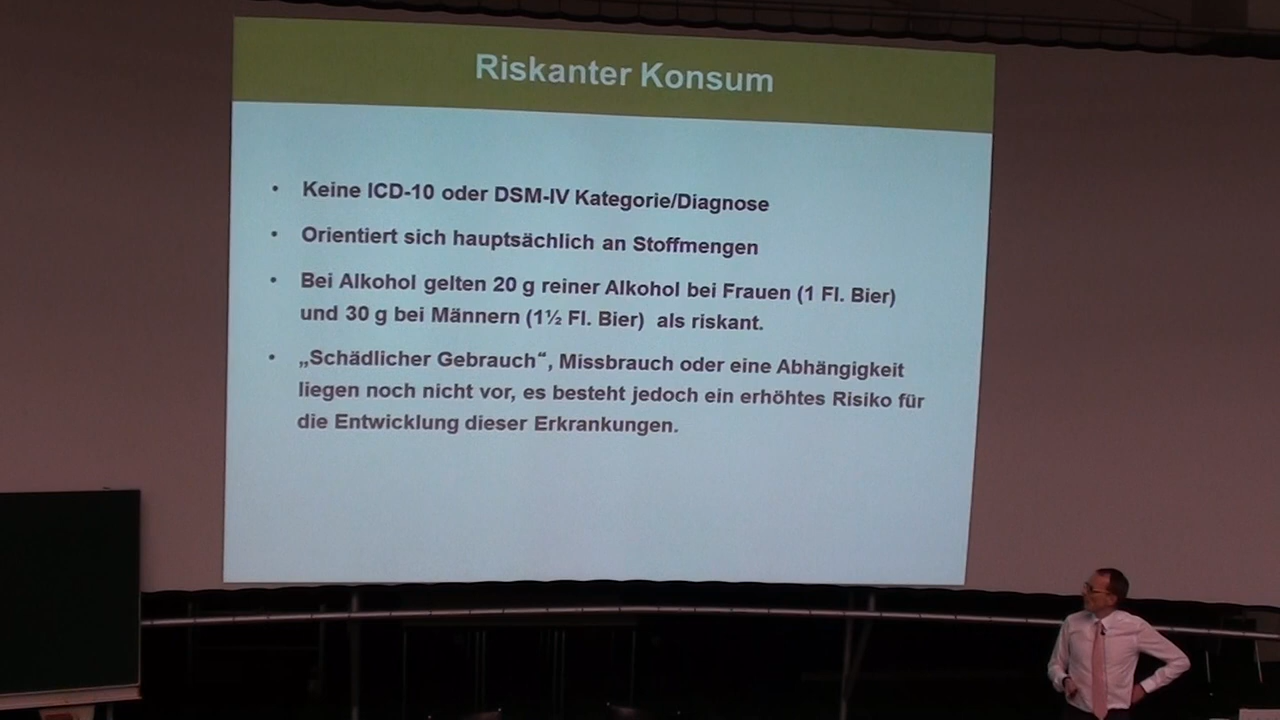 Riskanter Konsum
• Keine ICD-10 oder DSM-IV Kategorie/Diagnose
• Orientiert sich hauptsächlich an Stoffmengen
• Bei Alkohol gelten 20 g reiner Alkohol bei Frauen (1 Fl. Bier)
und 30 g bei Männern (1½ Fl. Bier) als riskant.
• „Schädlicher Gebrauch“, Missbrauch oder eine Abhängigkeit
liegen noch nicht vor, es besteht jedoch ein erhöhtes Risiko für
die Entwicklung dieser Erkrankungen.